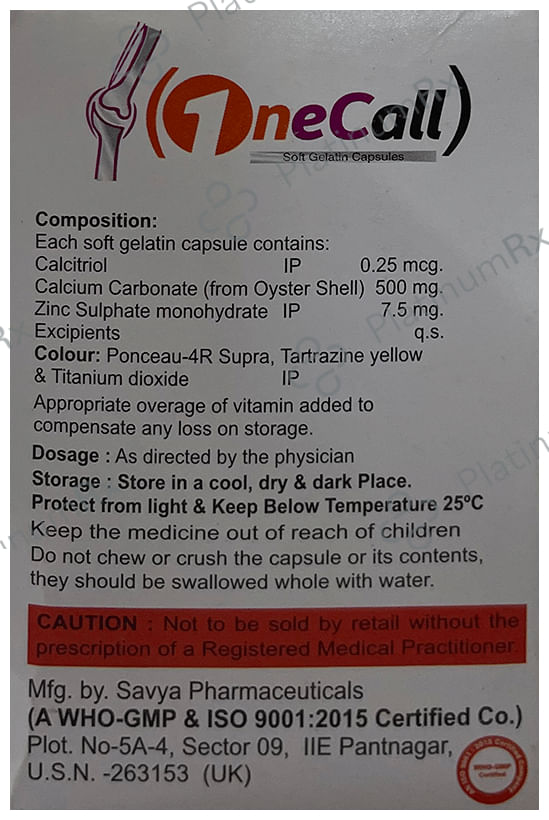 (1neCall)
Soft Gelatin Capsules
Composition:
Each soft gelatin capsule contains:
Calcitriol IP 0.25 mcg.
Calcium Carbonate (from Oyster Shell) 500 mg.
Zinc Sulphate monohydrate IP 7.5 mg.
Excipients q.s.
Colour: Ponceau-4R Supra, Tartrazine yellow
& Titanium dioxide IP
Appropriate overage of vitamin added to
compensate any loss on storage.
Dosage : As directed by the physician
Storage : Store in a cool, dry & dark Place.
Protect from light & Keep Below Temperature 25ºC
Keep the medicine out of reach of children
Do not chew or crush the capsule or its contents,
they should be swallowed whole with water.
CAUTION : Not to be sold by retail without the
prescription of a Registered Medical Practitioner.
Mfg. by. Savya Pharmaceuticals
(A WHO-GMP & ISO 9001:2015 Certified Co.)
Plot. No-5A-4, Sector 09, IIE Pantnagar,
U.S.N. -263153 (UK)
WHO-GMP
Certified
PlatinumRx